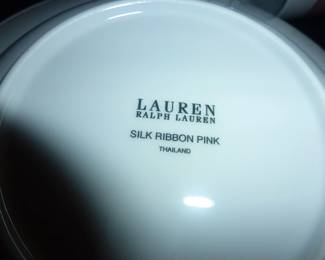 LAUREN
RALPH LAUREN
SILK RIBBON PINK
THAILAND